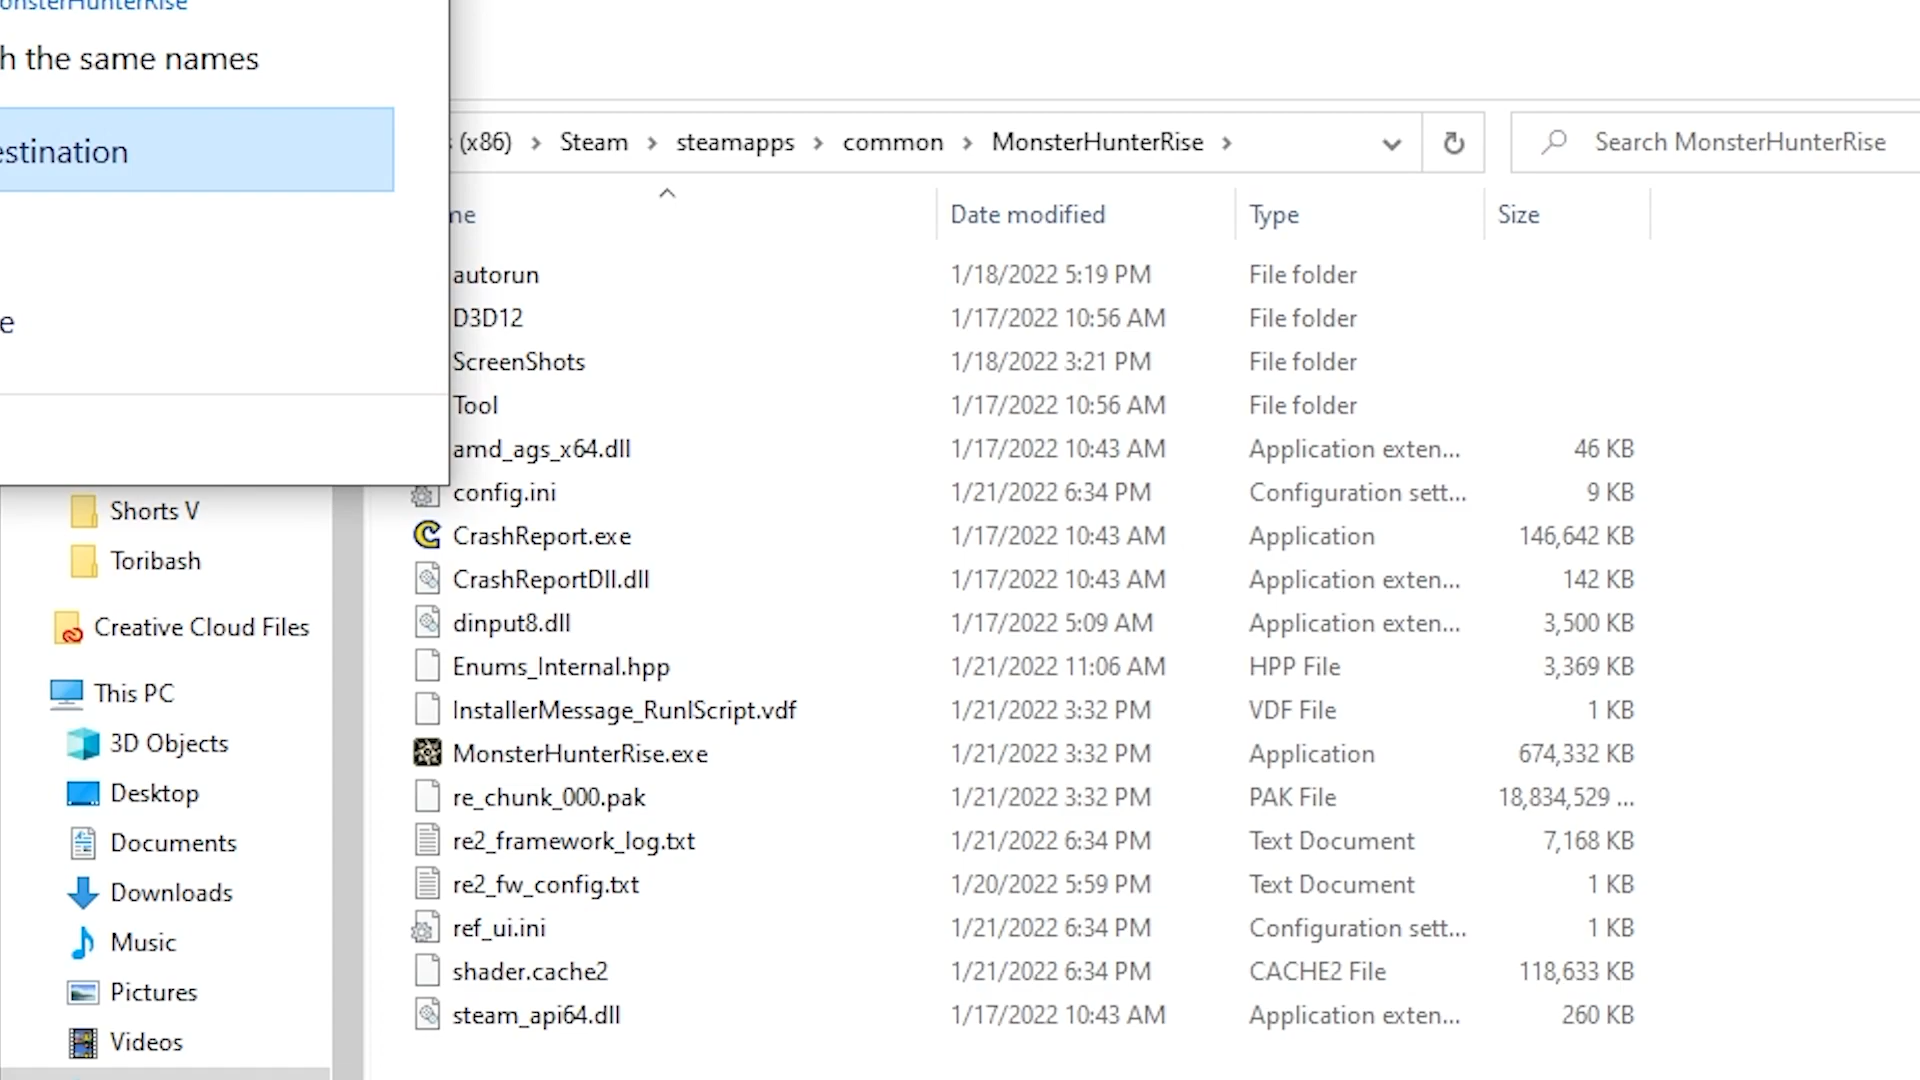 onsterHunterRise
h the same names
estination
e
(x86) > Steam > steamapps > common > MonsterHunterRise >
Search MonsterHunterRise
me Date modified Type Size
autorun 1/18/2022 5:19 PM File folder
D3D12 1/17/2022 10:56 AM File folder
ScreenShots 1/18/2022 3:21 PM File folder
Tool 1/17/2022 10:56 AM File folder
amd_ags_x64.dll 1/17/2022 10:43 AM Application exten... 46 KB
config.ini 1/21/2022 6:34 PM Configuration sett... 9 KB
CrashReport.exe 1/17/2022 10:43 AM Application 146,642 KB
CrashReportDll.dll 1/17/2022 10:43 AM Application exten... 142 KB
dinput8.dll 1/17/2022 5:09 AM Application exten... 3,500 KB
Enums_Internal.hpp 1/21/2022 11:06 AM HPP File 3,369 KB
InstallerMessage_RunIScript.vdf 1/21/2022 3:32 PM VDF File 1 KB
MonsterHunterRise.exe 1/21/2022 3:32 PM Application 674,332 KB
re_chunk_000.pak 1/21/2022 3:32 PM PAK File 18,834,529 ...
re2_framework_log.txt 1/21/2022 6:34 PM Text Document 7,168 KB
re2_fw_config.txt 1/20/2022 5:59 PM Text Document 1 KB
ref_ui.ini 1/21/2022 6:34 PM Configuration sett... 1 KB
shader.cache2 1/21/2022 6:34 PM CACHE2 File 118,633 KB
steam_api64.dll 1/17/2022 10:43 AM Application exten... 260 KB
Shorts V
Toribash
Creative Cloud Files
This PC
3D Objects
Desktop
Documents
Downloads
Music
Pictures
Videos